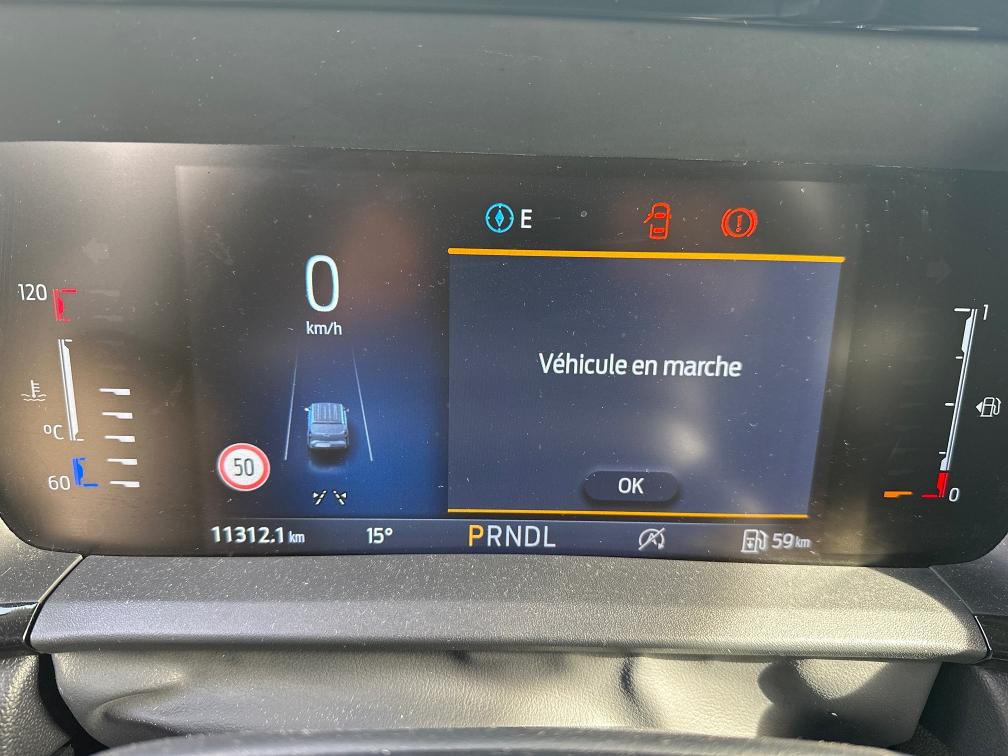 E
0
km/h
120
°C
60
50
Véhicule en marche
OK
1
0
11312.1 km
15°
PRNDL
59 km